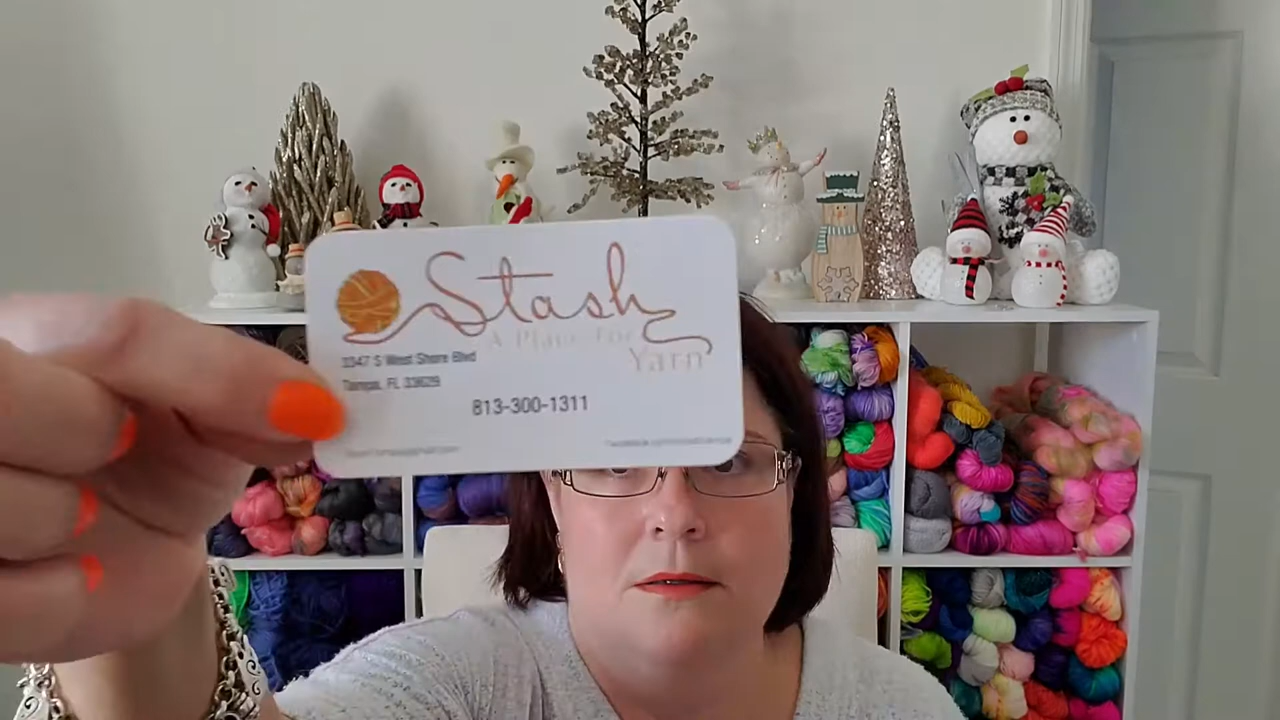 Stash
A Place For
Yarn
3347 S West Shore Blvd
Tampa, FL 33629
813-300-1311